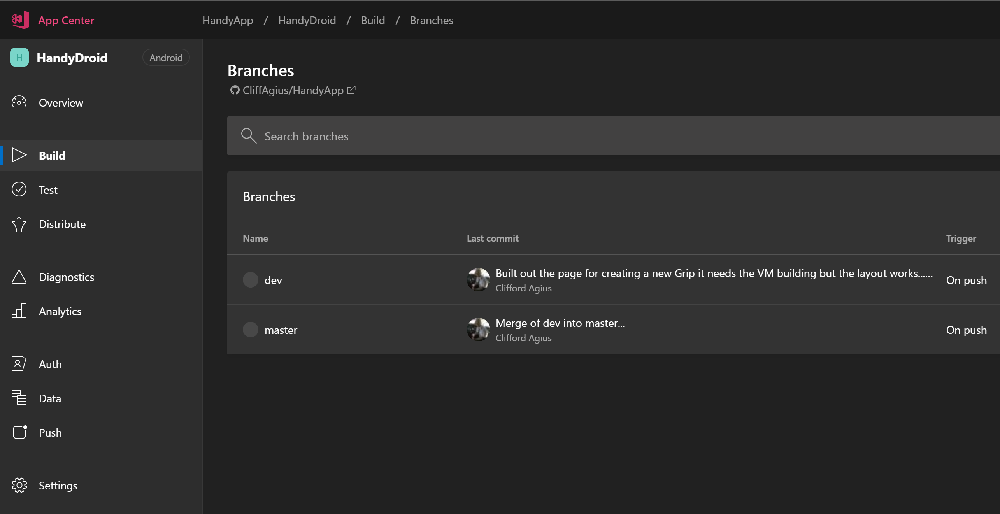 App Center
HandyApp / HandyDroid / Build / Branches
H HandyDroid Android
Overview
Build
Test
Distribute
Diagnostics
Analytics
Auth
Data
Push
Settings
Branches
CliffAgius/HandyApp
Search branches
Branches
Name Last commit Trigger
dev Built out the page for creating a new Grip it needs the VM building but the layout works...... On push
Clifford Agius
master Merge of dev into master... On push
Clifford Agius